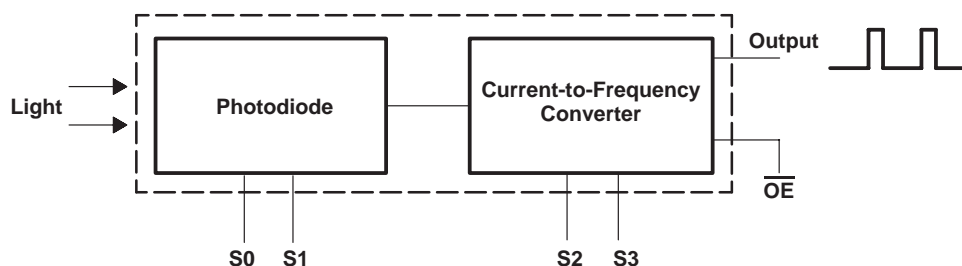 Output
Light
Photodiode
Current-to-Frequency
Converter
OE
S0 S1 S2 S3